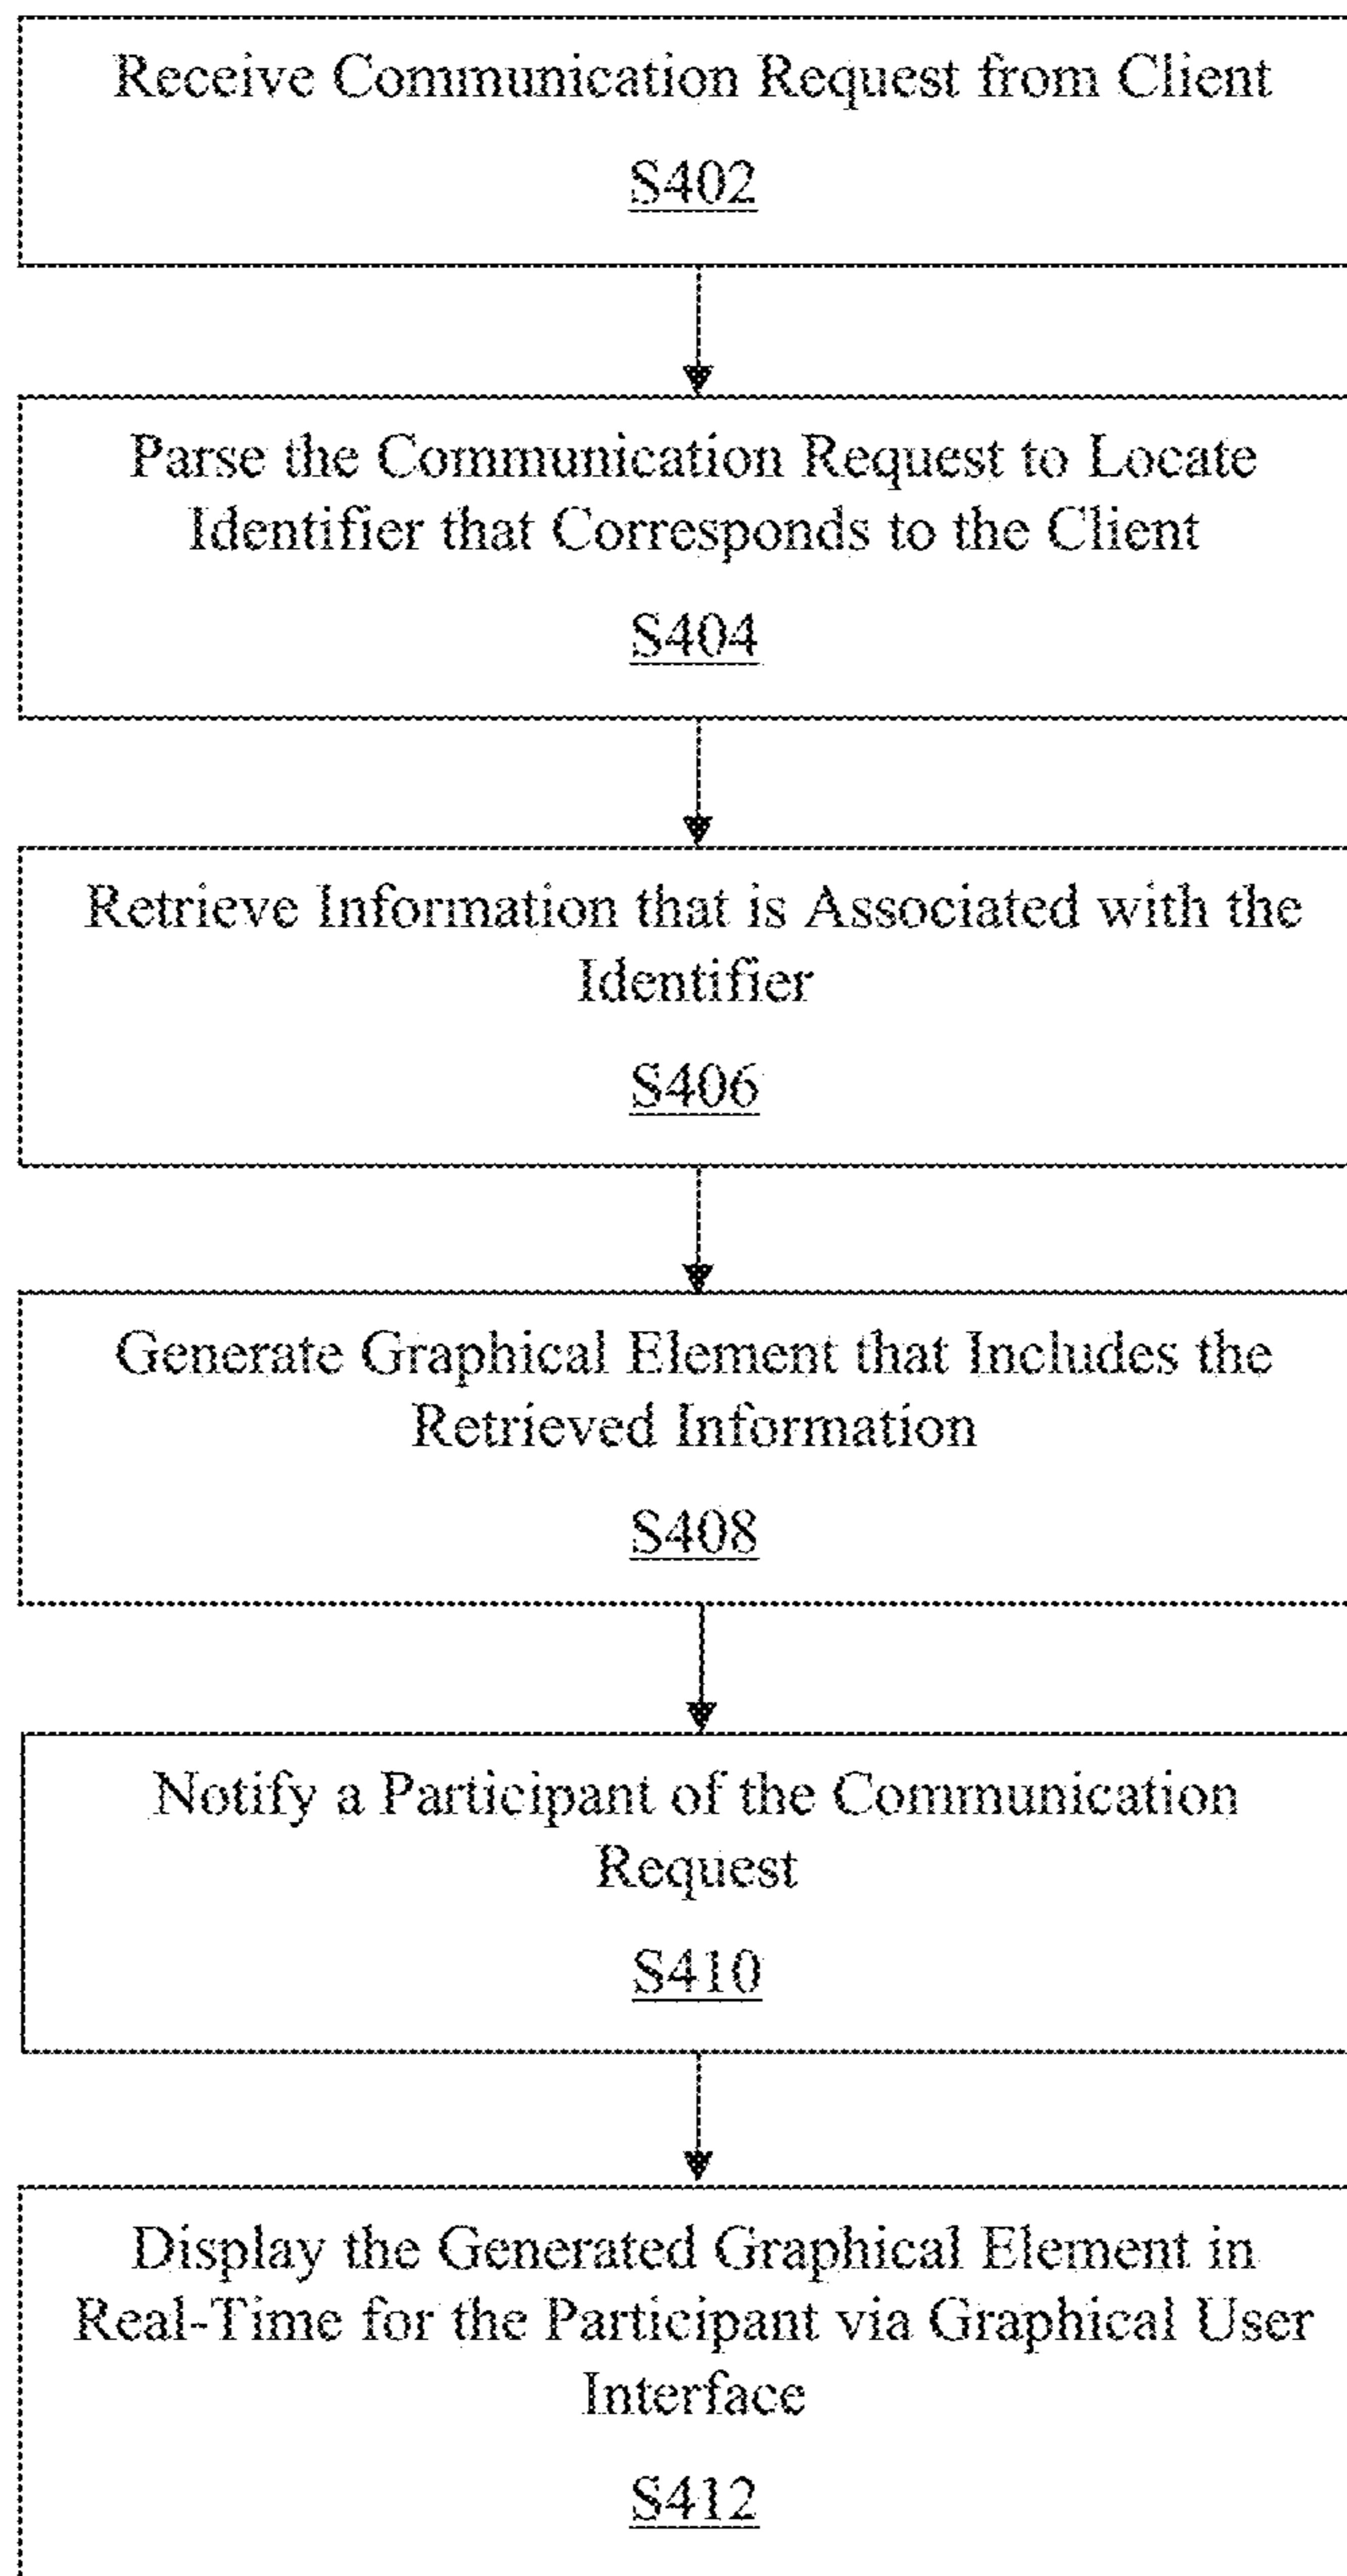 Receive Communication Request from Client
S402
Parse the Communication Request to Locate
Identifier that Corresponds to the Client
S404
Retrieve Information that is Associated with the
Identifier
S406
Generate Graphical Element that Includes the
Retrieved Information
S408
Notify a Participant of the Communication
Request
S410
Display the Generated Graphical Element in
Real-Time for the Participant via Graphical User
Interface
S412